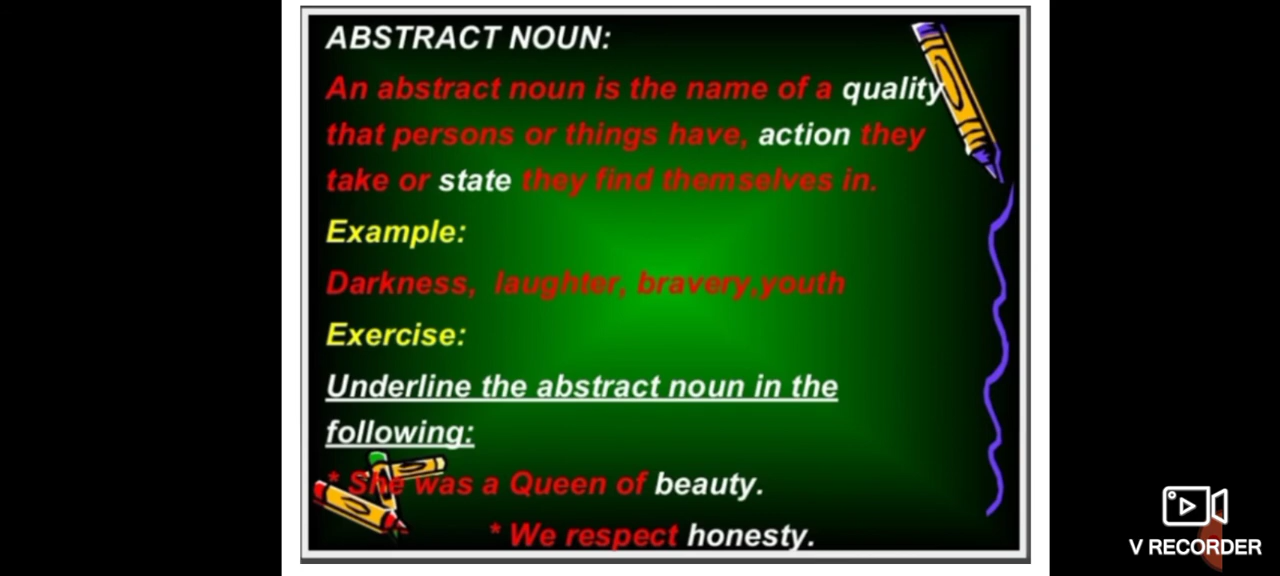 ABSTRACT NOUN:
An abstract noun is the name of a quality
that persons or things have, action they
take or state they find themselves in.
Example:
Darkness, laughter, bravery,youth
Exercise:
Underline the abstract noun in the
following:
* She was a Queen of beauty.
* We respect honesty.
V RECORDER